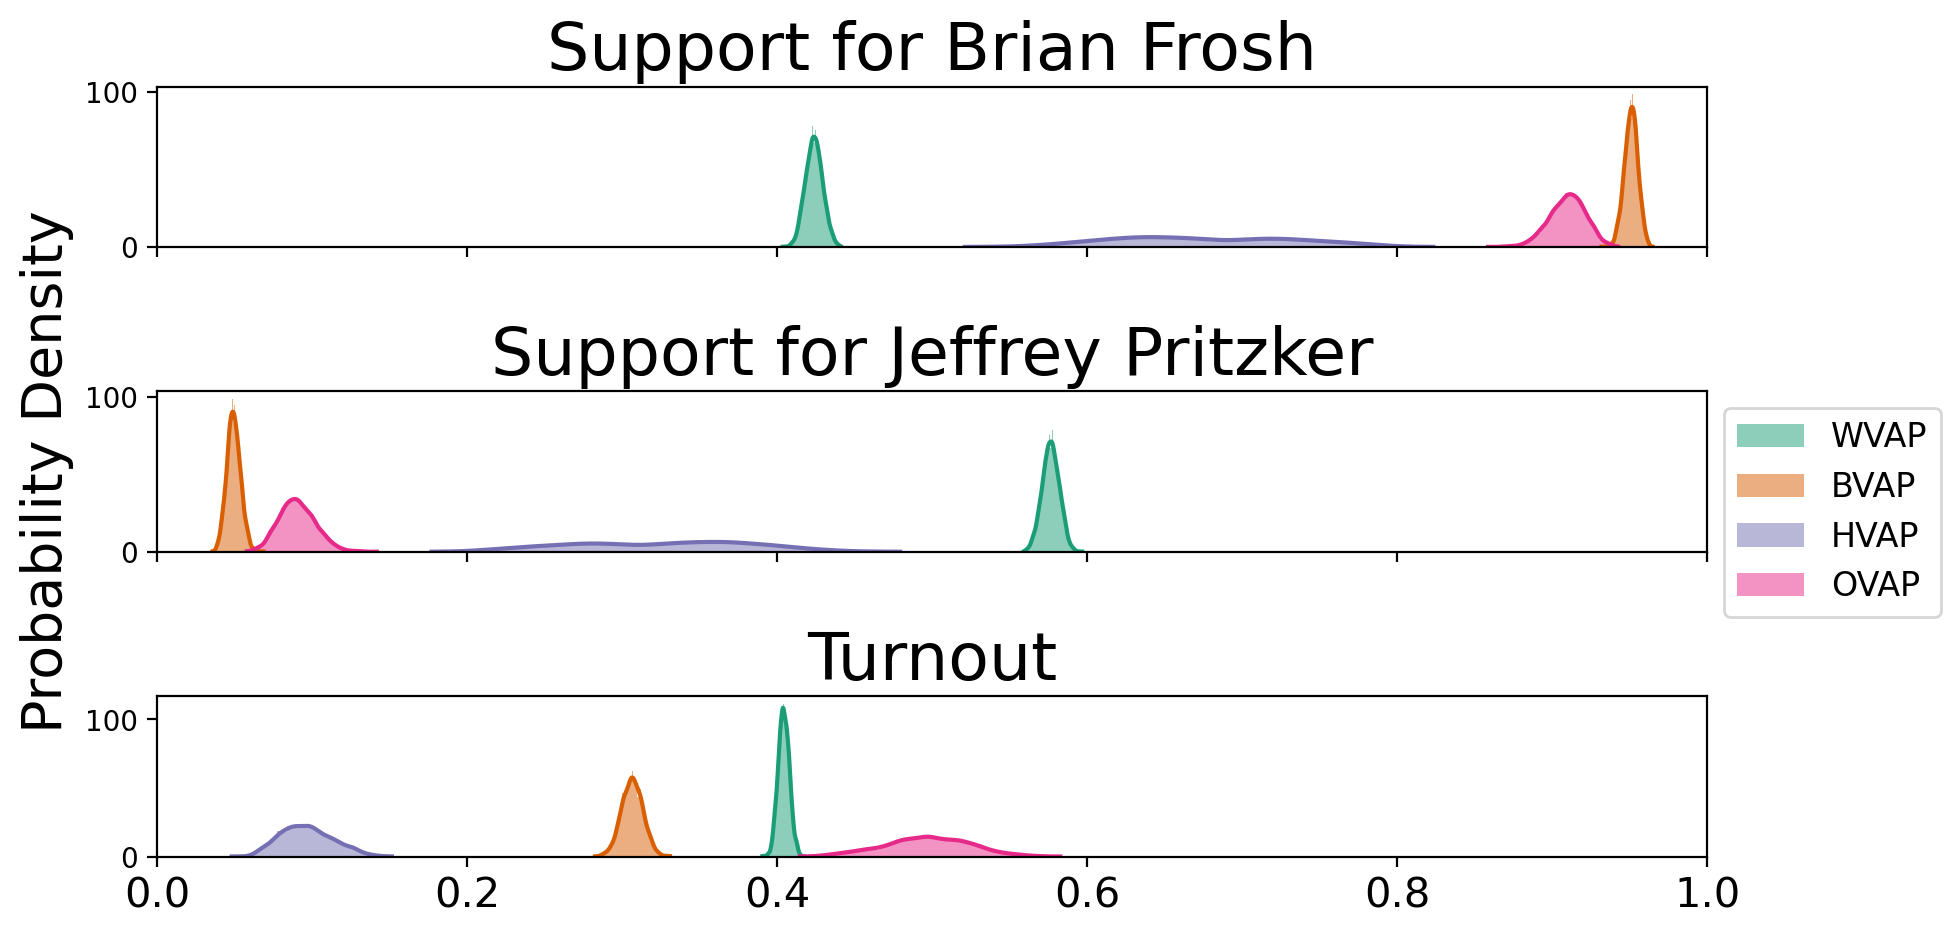 Support for Brian Frosh
100
0
Support for Jeffrey Pritzker
100
0
Probability Density
WVAP
BVAP
HVAP
OVAP
Turnout
100
0
0.0 0.2 0.4 0.6 0.8 1.0